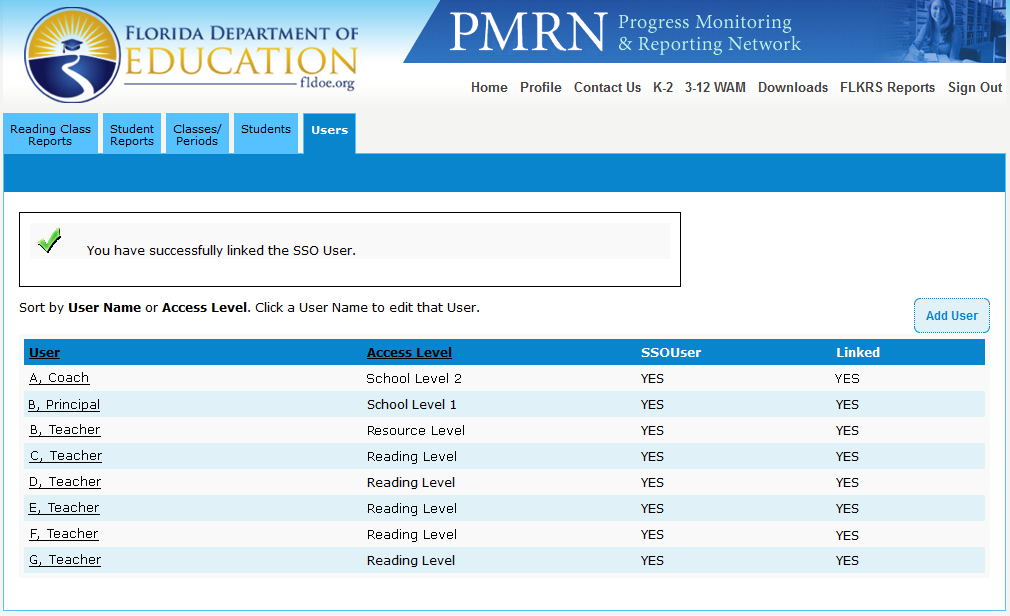 FLORIDA DEPARTMENT OF
EDUCATION
fldoe.org
PMRN Progress Monitoring
& Reporting Network
Home Profile Contact Us K-2 3-12 WAM Downloads FLKRS Reports Sign Out
Reading Class Reports Student Reports Classes/ Periods Students Users
You have successfully linked the SSO User.
Sort by User Name or Access Level. Click a User Name to edit that User.
Add User
User Access Level SSOUser Linked
A, Coach School Level 2 YES YES
B, Principal School Level 1 YES YES
B, Teacher Resource Level YES YES
C, Teacher Reading Level YES YES
D, Teacher Reading Level YES YES
E, Teacher Reading Level YES YES
F, Teacher Reading Level YES YES
G, Teacher Reading Level YES YES